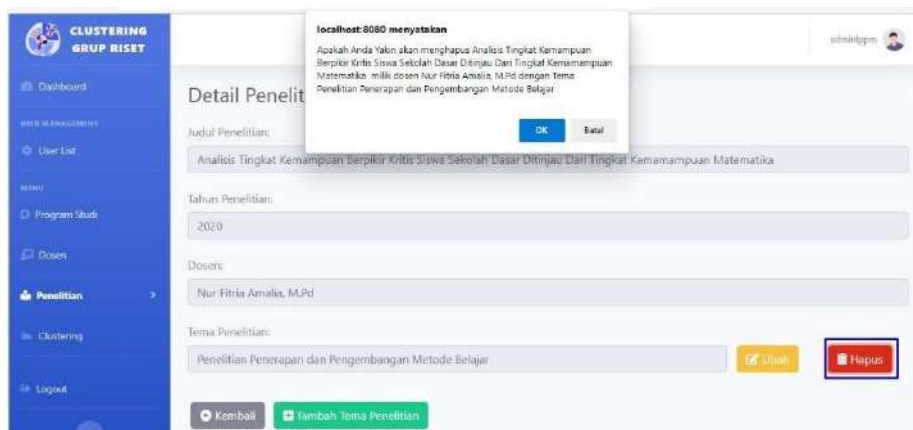 CLUSTERING
GRUP RISET
localhost:8080 menyatakan
Apakah Anda Yakin akan menghapus Analisis Tingkat Kemampuan
Berpikir Kritis Siswa Sekolah Dasar Ditinjau Dari Tingkat Kemamampuan
Matematika milik dosen Nur Fitria Amalia, M.Pd dengan Tema
Penelitian Penerapan dan Pengembangan Metode Belajar
OK Batal
adminlppm
Dashboard
USER MANAGEMENT
User List
MENU
Program Studi
Dosen
Penelitian
Clustering
Logout
Detail Penelit
Judul Penelitian:
Analisis Tingkat Kemampuan Berpikir Kritis Siswa Sekolah Dasar Ditinjau Dari Tingkat Kemamampuan Matematika
Tahun Penelitian:
2020
Dosen:
Nur Fitria Amalia, M.Pd
Tema Penelitian:
Penelitian Penerapan dan Pengembangan Metode Belajar
Ubah
Hapus
Kembali
Tambah Tema Penelitian